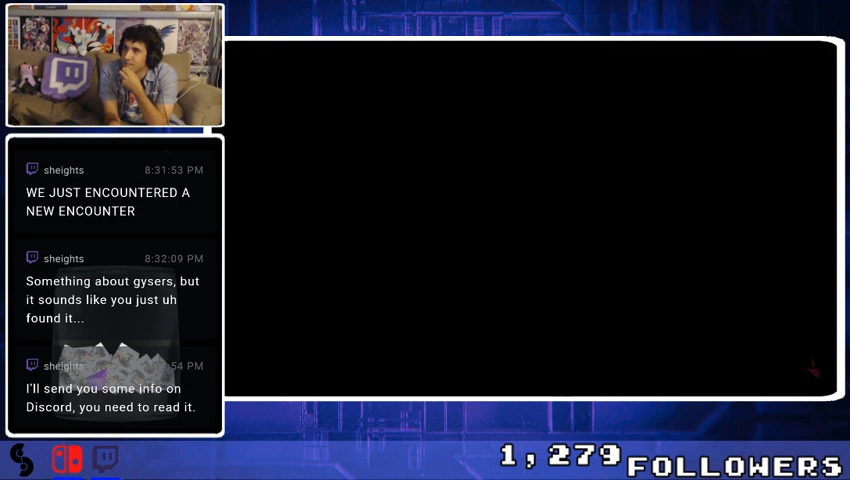 sheights 8:31:53 PM
WE JUST ENCOUNTERED A
NEW ENCOUNTER
sheights 8:32:09 PM
Something about gysers, but
it sounds like you just uh
found it...
sheights :54 PM
I'll send you some info on
Discord, you need to read it.
1,279 FOLLOWERS